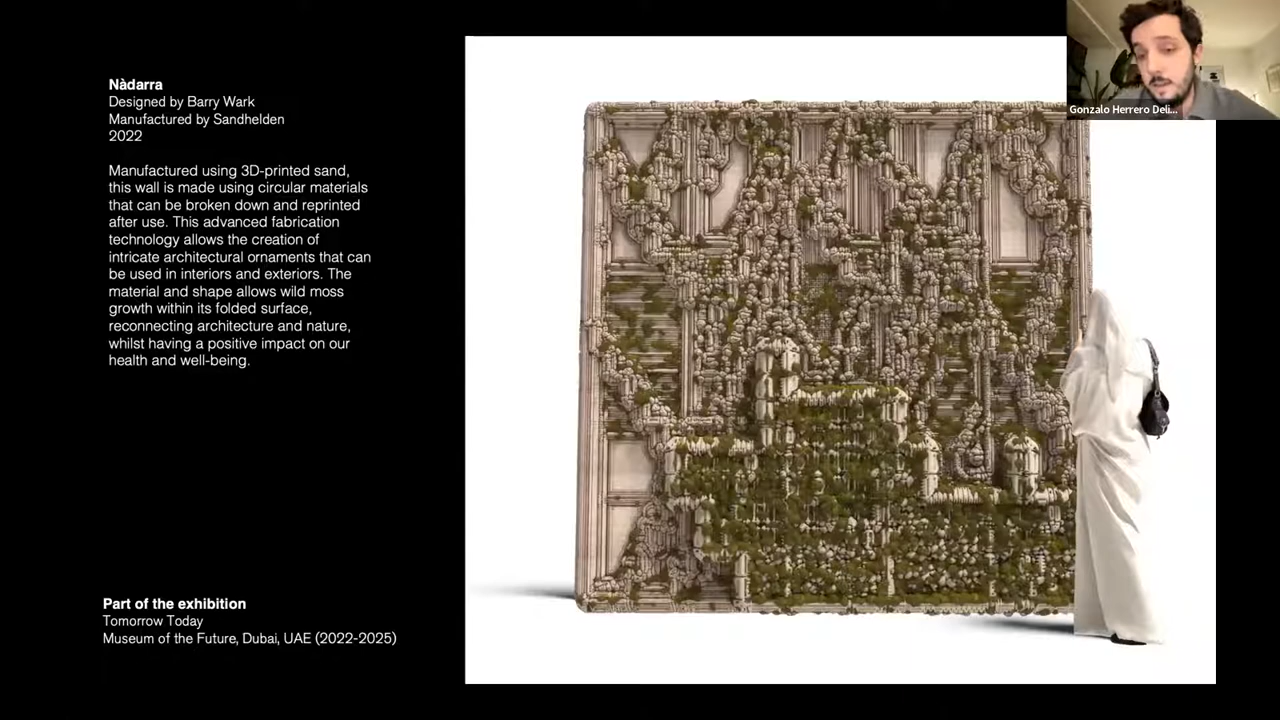 Nàdarra
Designed by Barry Wark
Manufactured by Sandhelden
2022
Manufactured using 3D-printed sand,
this wall is made using circular materials
that can be broken down and reprinted
after use. This advanced fabrication
technology allows the creation of
intricate architectural ornaments that can
be used in interiors and exteriors. The
material and shape allows wild moss
growth within its folded surface,
reconnecting architecture and nature,
whilst having a positive impact on our
health and well-being.
Part of the exhibition
Tomorrow Today
Museum of the Future, Dubai, UAE (2022-2025)
Gonzalo Herrero Deli...